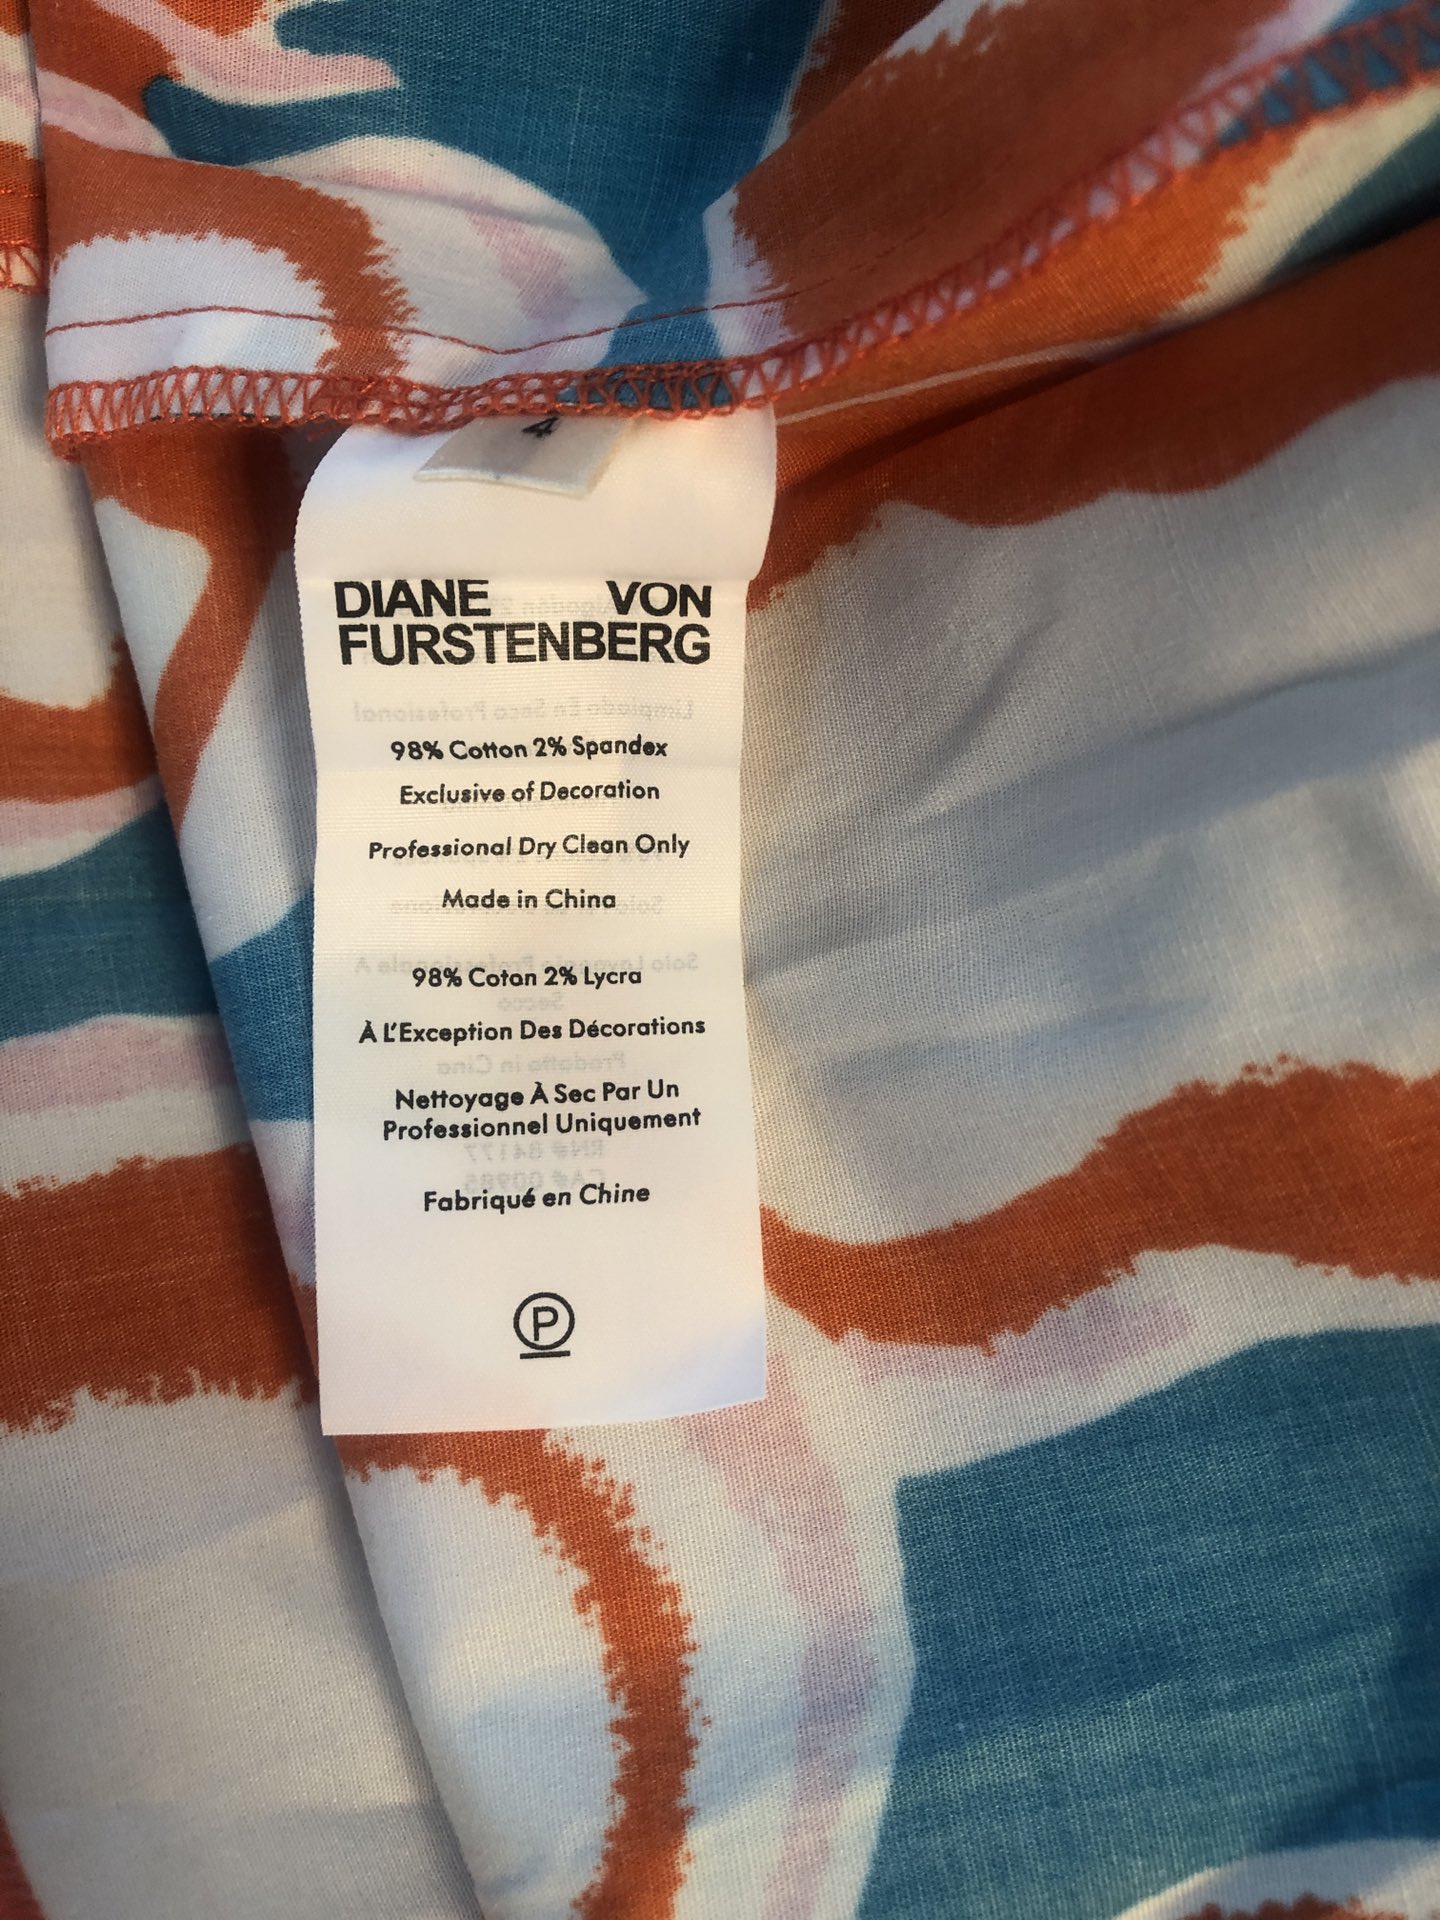 4
DIANE VON
FURSTENBERG
98% Cotton 2% Spandex
Exclusive of Decoration
Professional Dry Clean Only
Made in China
98% Coton 2% Lycra
À L'Exception Des Décorations
Nettoyage À Sec Par Un
Professionnel Uniquement
Fabriqué en Chine
P